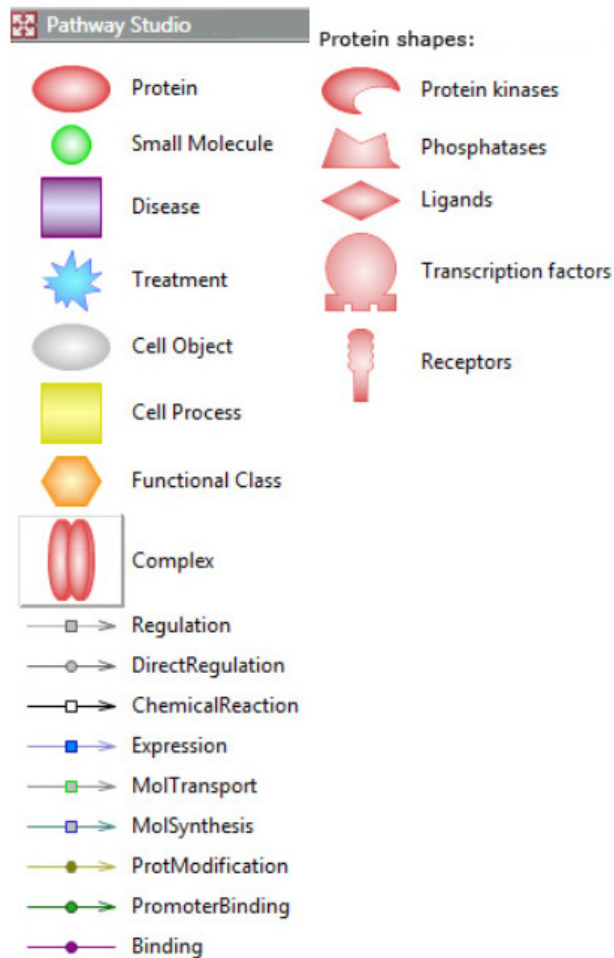 Pathway Studio
Protein
Small Molecule
Disease
Treatment
Cell Object
Cell Process
Functional Class
Complex
Regulation
DirectRegulation
ChemicalReaction
Expression
MolTransport
MolSynthesis
ProtModification
PromoterBinding
Binding
Protein shapes:
Protein kinases
Phosphatases
Ligands
Transcription factors
Receptors